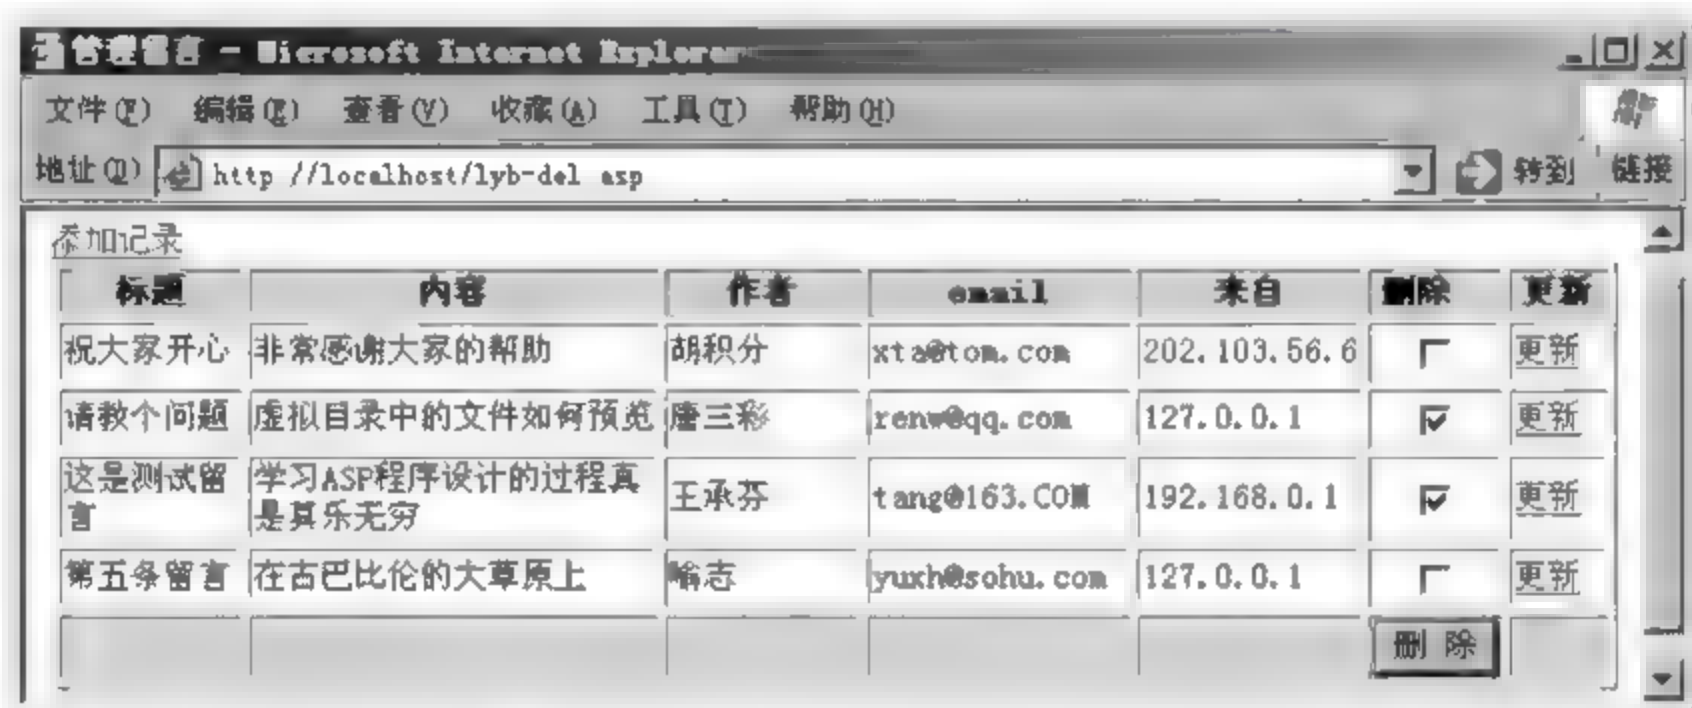 管理留言 - Microsoft Internet Explorer
文件(F) 编辑(E) 查看(V) 收藏(A) 工具(T) 帮助(H)
地址(D) http //localhost/lyb-del asp 转到 链接
添加记录
标题 内容 作者 email 来自 删除 更新
祝大家开心 非常感谢大家的帮助 胡积分 xta@tom.com 202.103.56.6 更新
请教个问题 虚拟目录中的文件如何预览 唐三彩 renw@qq.com 127.0.0.1 更新
这是测试留 学习ASP程序设计的过程真
王承芬 tang@163.COM 192.168.0.1 更新
言 是其乐无穷
第五条留言 在古巴比伦的大草原上 喻志 yuxh@sohu.com 127.0.0.1 更新
删 除